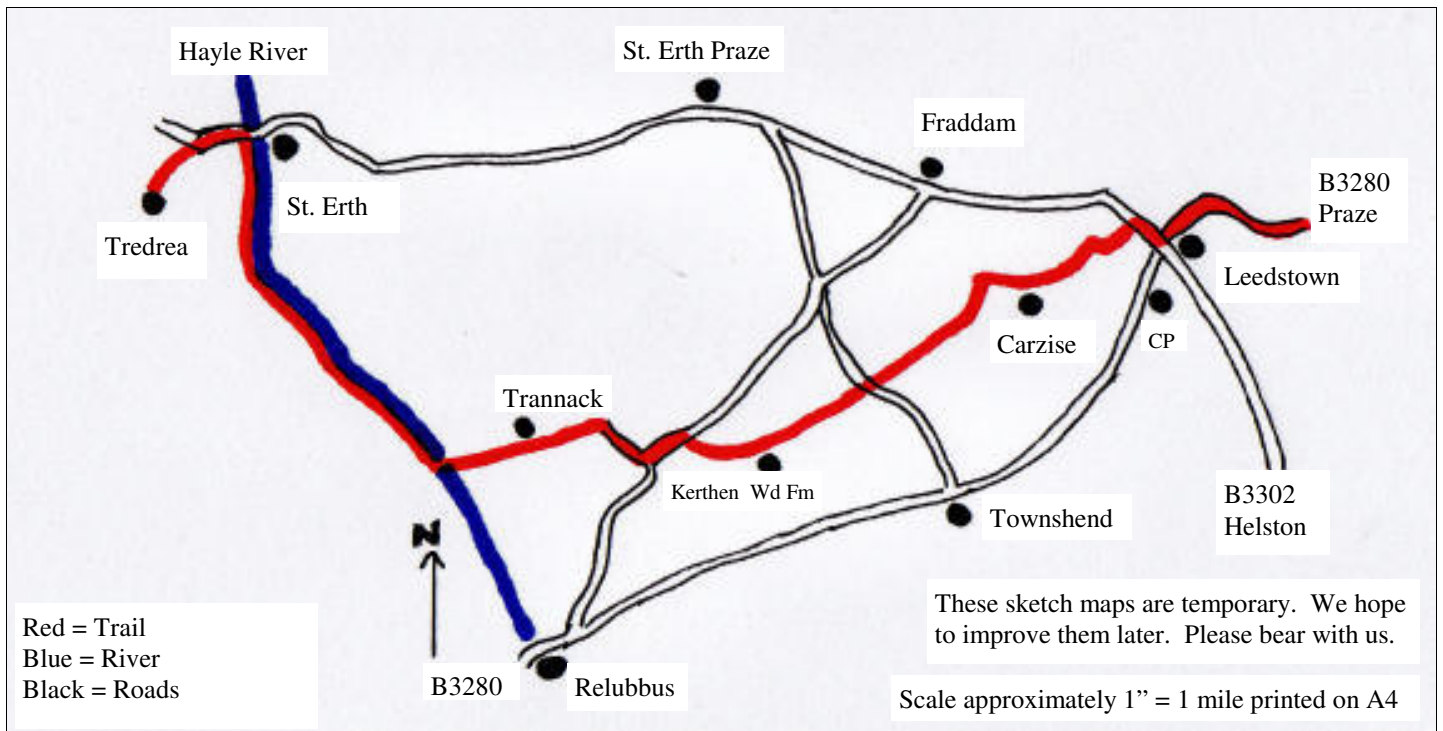 Hayle River
St. Erth Praze
Fraddam
B3280
Praze
St. Erth
Tredrea
Leedstown
Carzise
CP
Trannack
Kerthen Wd Fm
Townshend
B3302
Helston
N
These sketch maps are temporary. We hope
to improve them later. Please bear with us.
Red = Trail
Blue = River
Black = Roads
B3280
Relubbus
Scale approximately 1” = 1 mile printed on A4